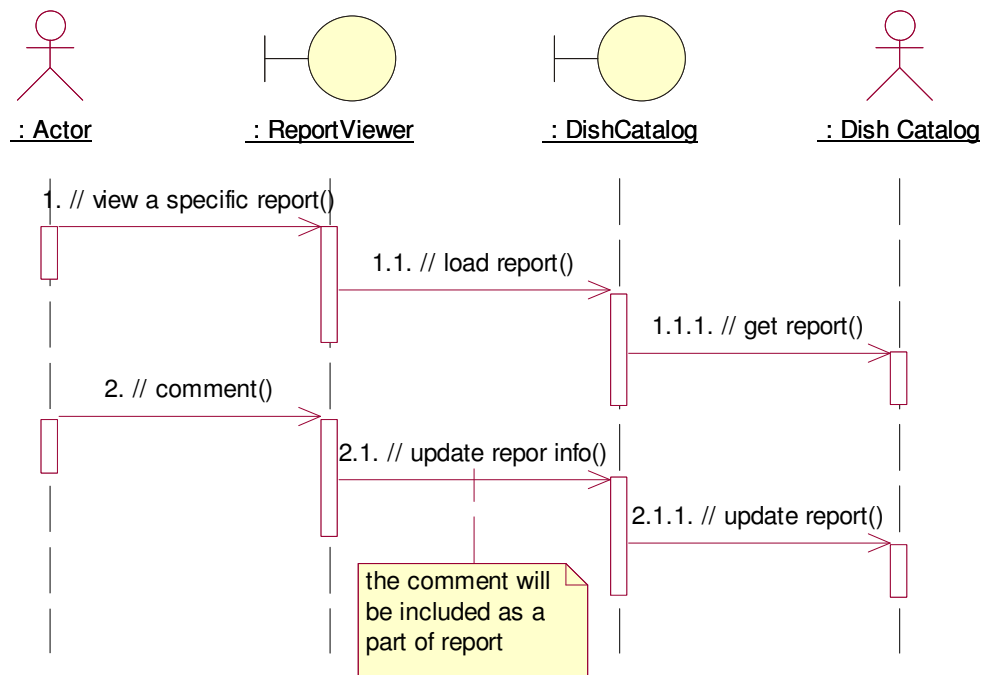 : Actor
: ReportViewer
: DishCatalog
: Dish Catalog
1. // view a specific report()
1.1. // load report()
1.1.1. // get report()
2. // comment()
2.1. // update repor info()
2.1.1. // update report()
the comment will
be included as a
part of report